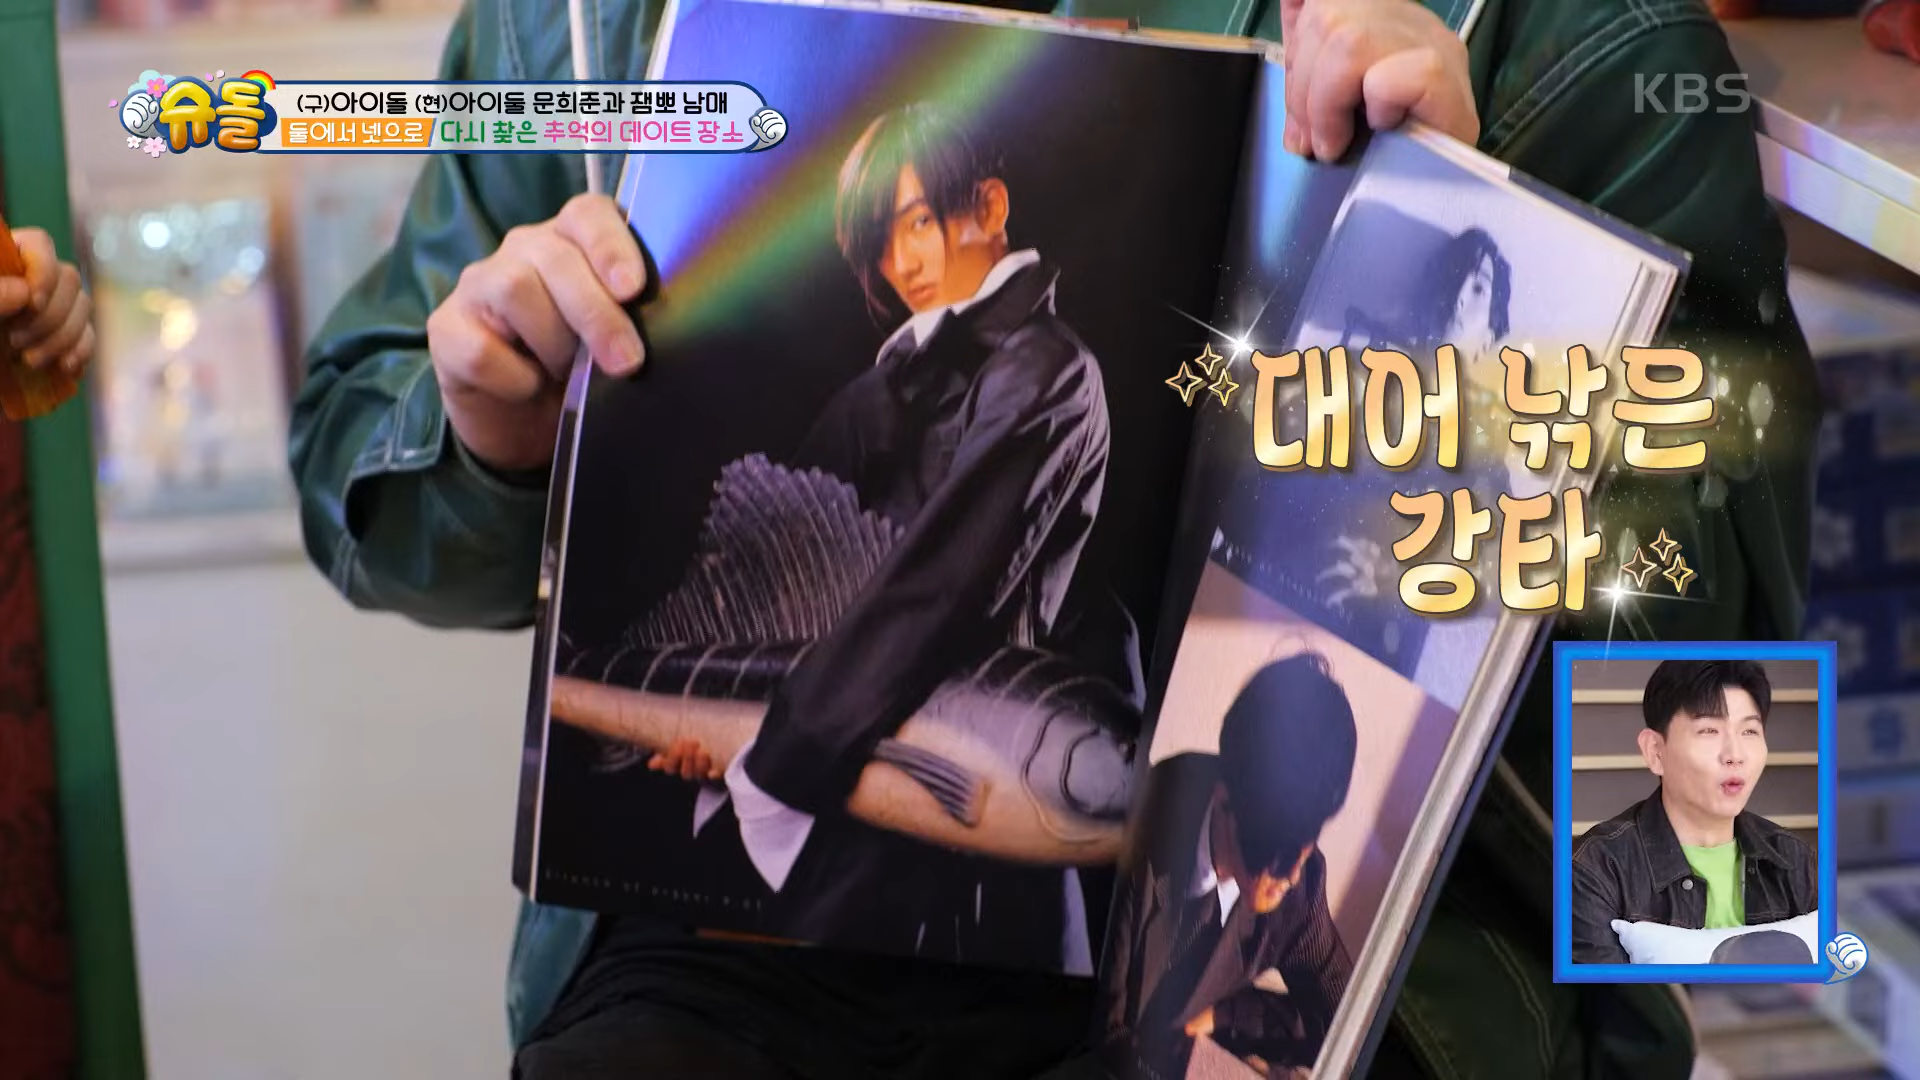 KBS
슈돌
(구)아이돌 (현)아이둘 문희준과 잼뽀 남매
둘에서 넷으로 / 다시 찾은 추억의 데이트 장소
대어 낚은
강타